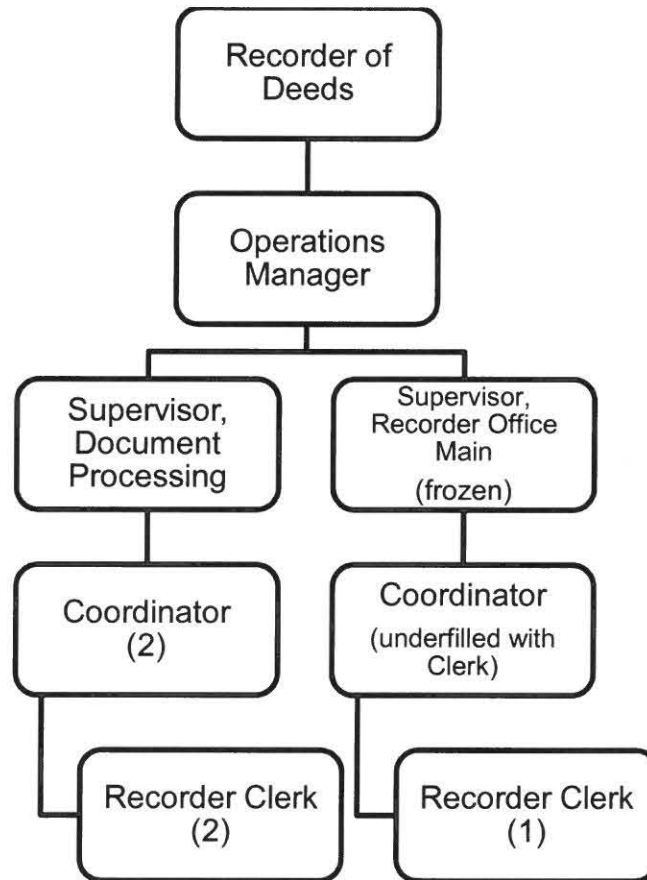 Recorder of
Deeds
Operations
Manager
Supervisor,
Document
Processing
Supervisor,
Recorder Office
Main
(frozen)
Coordinator
(2)
Coordinator
(underfilled with
Clerk)
Recorder Clerk
(2)
Recorder Clerk
(1)